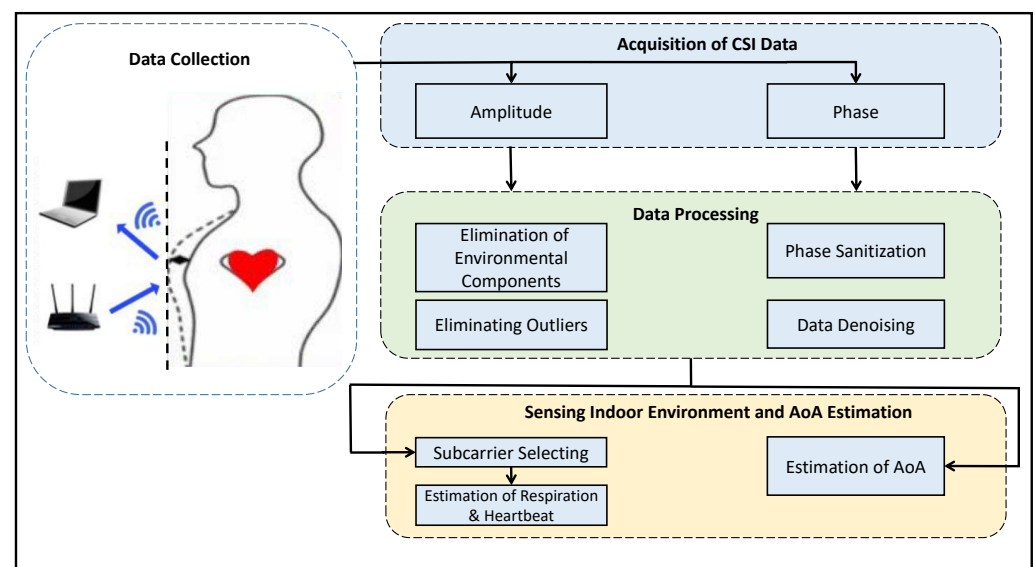 Data Collection
Acquisition of CSI Data
Amplitude
Phase
Data Processing
Elimination of
Environmental
Components
Phase Sanitization
Eliminating Outliers
Data Denoising
Sensing Indoor Environment and AoA Estimation
Subcarrier Selecting
Estimation of AoA
Estimation of Respiration
& Heartbeat